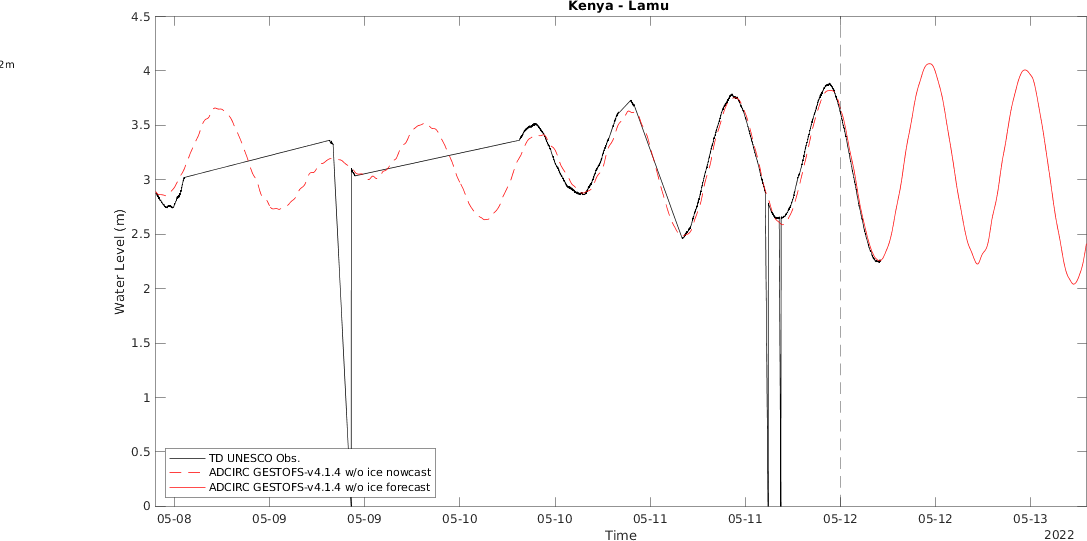 Kenya - Lamu
2m
4.5
4
3.5
3
2.5
2
1.5
1
0.5
0
Water Level (m)
TD UNESCO Obs.
ADCIRC GESTOFS-v4.1.4 w/o ice nowcast
ADCIRC GESTOFS-v4.1.4 w/o ice forecast
05-08 05-09 05-09 05-10 05-10 05-11 05-11 05-12 05-12 05-13
Time
2022